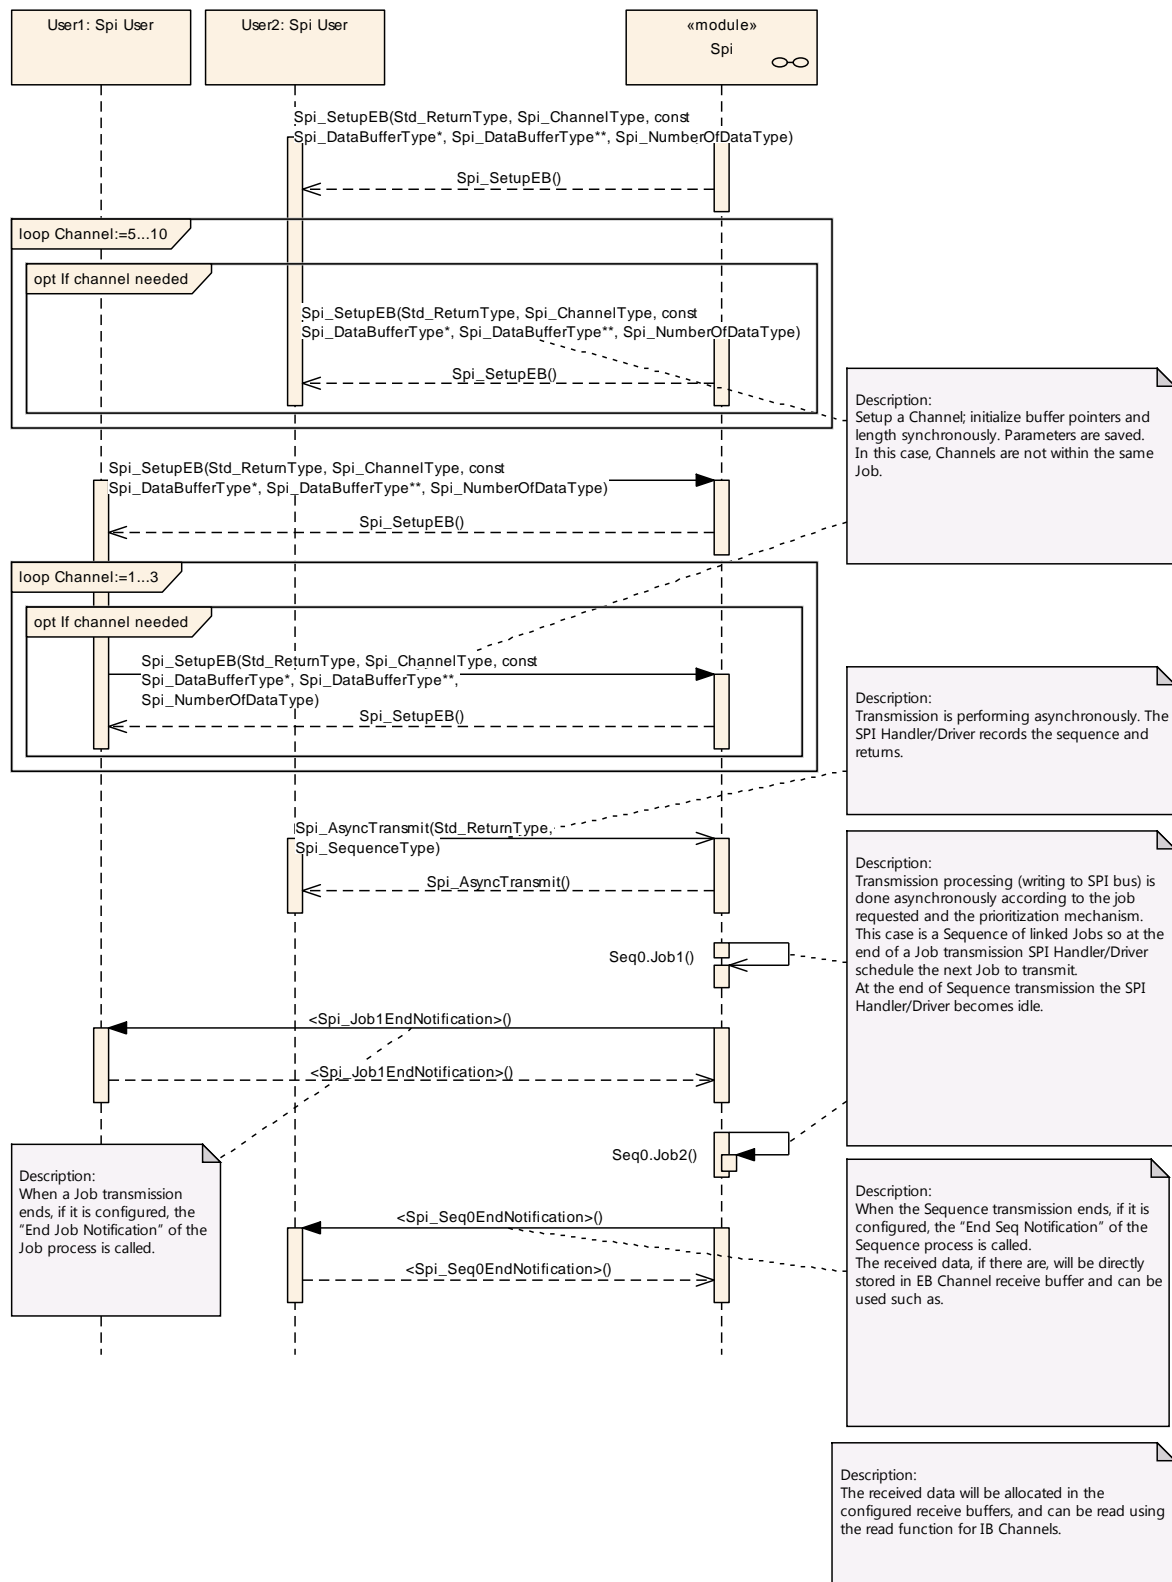 User1: Spi User
User2: Spi User
«module»
Spi
Spi_SetupEB(Std_ReturnType, Spi_ChannelType, const
Spi_DataBufferType*, Spi_DataBufferType**, Spi_NumberOfDataType)
Spi_SetupEB()
loop Channel:=5...10
opt If channel needed
Spi_SetupEB(Std_ReturnType, Spi_ChannelType, const
Spi_DataBufferType*, Spi_DataBufferType**, Spi_NumberOfDataType)
Spi_SetupEB()
Description:
Setup a Channel; initialize buffer pointers and
length synchronously. Parameters are saved.
In this case, Channels are not within the same
Job.
Spi_SetupEB(Std_ReturnType, Spi_ChannelType, const
Spi_DataBufferType*, Spi_DataBufferType**, Spi_NumberOfDataType)
Spi_SetupEB()
loop Channel:=1...3
opt If channel needed
Spi_SetupEB(Std_ReturnType, Spi_ChannelType, const
Spi_DataBufferType*, Spi_DataBufferType**,
Spi_NumberOfDataType)
Spi_SetupEB()
Description:
Transmission is performing asynchronously. The
SPI Handler/Driver records the sequence and
returns.
Spi_AsyncTransmit(Std_ReturnType,
Spi_SequenceType)
Spi_AsyncTransmit()
Description:
Transmission processing (writing to SPI bus) is
done asynchronously according to the job
requested and the prioritization mechanism.
This case is a Sequence of linked Jobs so at the
end of a Job transmission SPI Handler/Driver
schedule the next Job to transmit.
At the end of Sequence transmission the SPI
Handler/Driver becomes idle.
Seq0.Job1()
<Spi_Job1EndNotification>()
<Spi_Job1EndNotification>()
Seq0.Job2()
Description:
When a Job transmission
ends, if it is configured, the
“End Job Notification” of the
Job process is called.
<Spi_Seq0EndNotification>()
<Spi_Seq0EndNotification>()
Description:
When the Sequence transmission ends, if it is
configured, the “End Seq Notification” of the
Sequence process is called.
The received data, if there are, will be directly
stored in EB Channel receive buffer and can be
used such as.
Description:
The received data will be allocated in the
configured receive buffers, and can be read using
the read function for IB Channels.